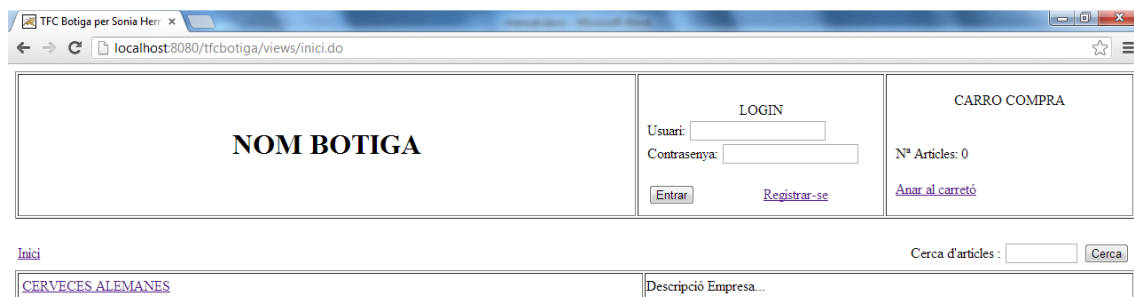 TFC Botiga per Sonia Herr
localhost:8080/tfcbotiga/views/inici.do
NOM BOTIGA
LOGIN
Usuari:
Contrasenya:
Entrar Registrar-se
CARRO COMPRA
Nª Articles: 0
Anar al carretó
Inici
Cerca d'articles : Cerca
CERVECES ALEMANES
Descripció Empresa...